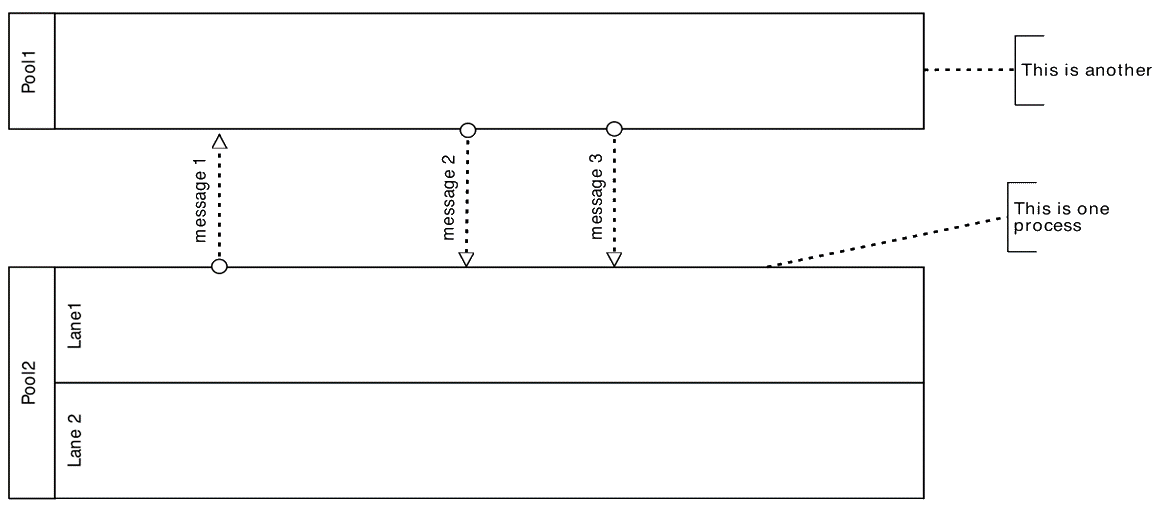 Pool1
This is another
message 1
message 2
message 3
This is one
process
Pool2
Lane1
Lane 2